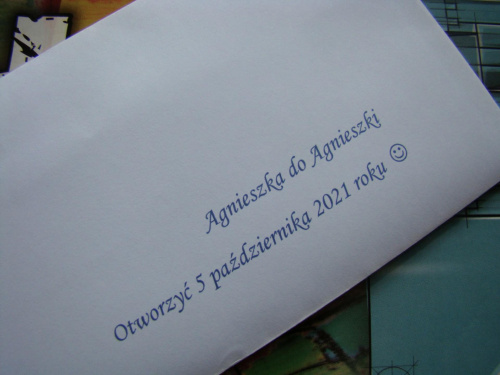 Agnieszka do Agnieszki
Otworzyć 5 października 2021 roku ☺